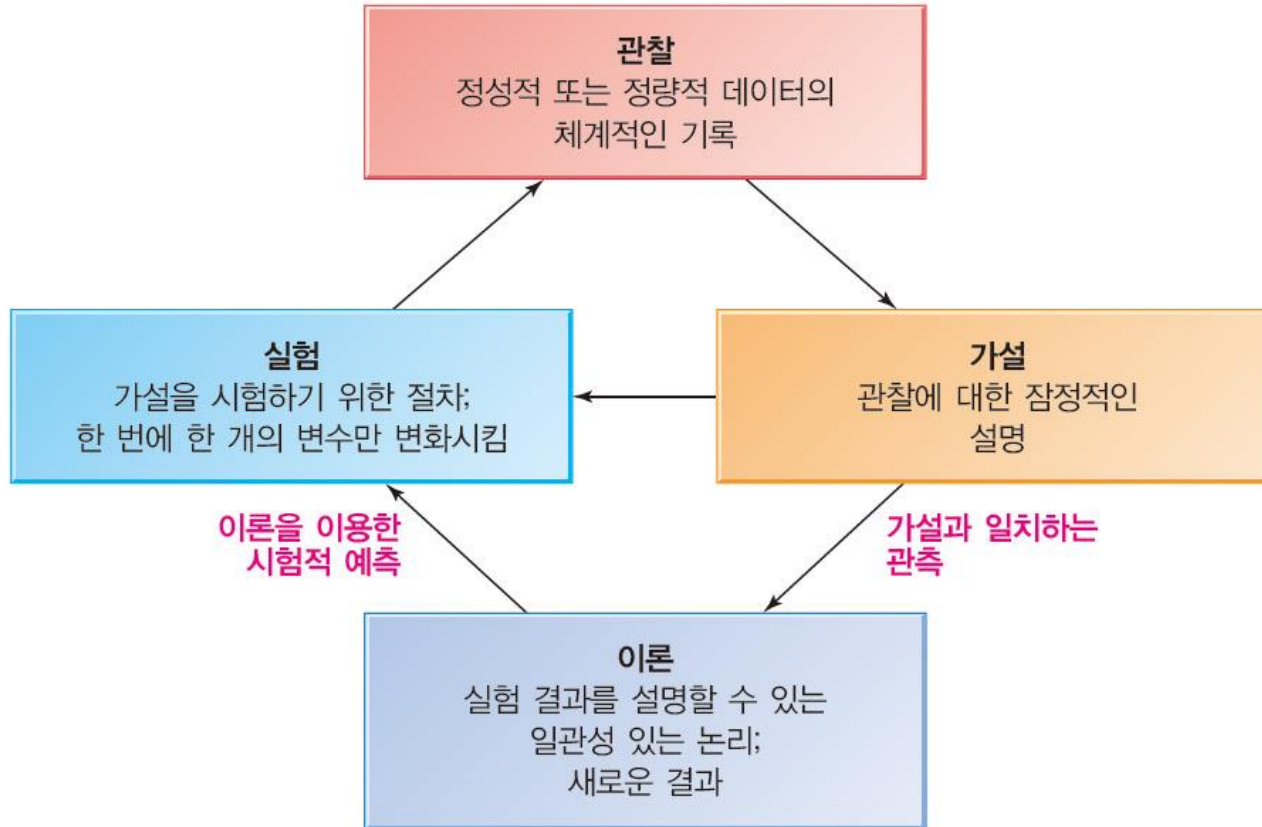 관찰
정성적 또는 정량적 데이터의
체계적인 기록
실험
가설을 시험하기 위한 절차;
한 번에 한 개의 변수만 변화시킴
가설
관찰에 대한 잠정적인
설명
이론을 이용한
시험적 예측
가설과 일치하는
관측
이론
실험 결과를 설명할 수 있는
일관성 있는 논리;
새로운 결과